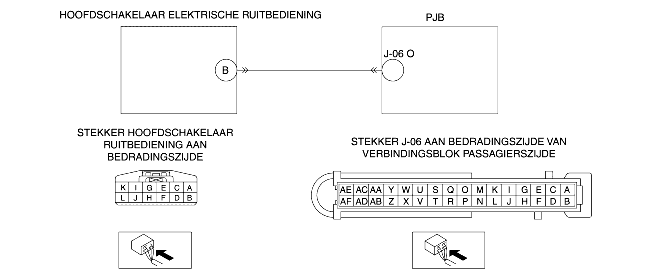 HOOFDSCHAKELAAR ELEKTRISCHE RUITBEDIENING
PJB
J-06 O
B
STEKKER HOOFDSCHAKELAAR
RUITBEDIENING AAN
BEDRADINGSZIJDE
STEKKER J-06 AAN BEDRADINGSZIJDE VAN
VERBINDINGSBLOK PASSAGIERSZIJDE
K I G E C A
L J H F D B
AE AC AA Y W U S Q O M K I G E C A
AF AD AB Z X V T R P N L J H F D B